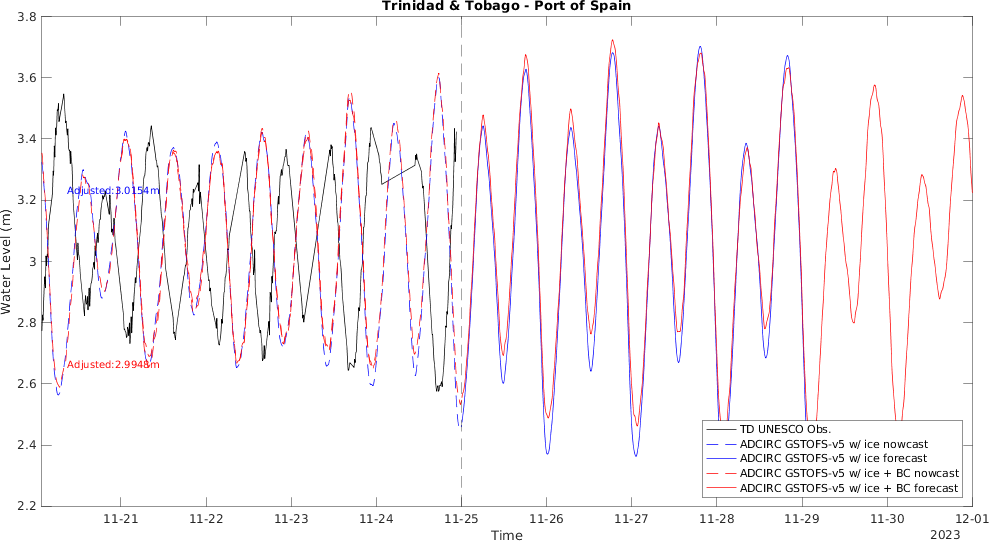 Trinidad & Tobago - Port of Spain
3.8
3.6
3.4
3.2
3
2.8
2.6
2.4
2.2
Water Level (m)
Adjusted:3.0154m
Adjusted:2.9948m
TD UNESCO Obs.
ADCIRC GSTOFS-v5 w/ ice nowcast
ADCIRC GSTOFS-v5 w/ ice forecast
ADCIRC GSTOFS-v5 w/ ice + BC nowcast
ADCIRC GSTOFS-v5 w/ ice + BC forecast
11-21 11-22 11-23 11-24 11-25 11-26 11-27 11-28 11-29 11-30 12-01
Time
2023